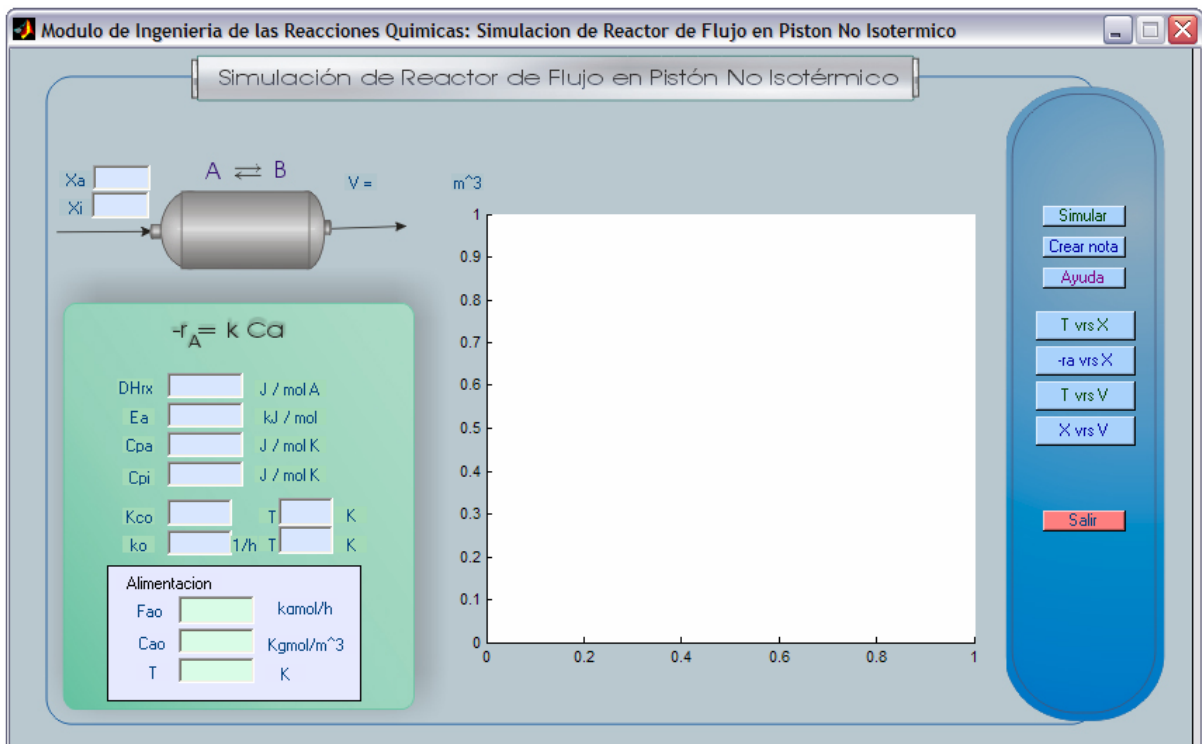 Modulo de Ingenieria de las Reacciones Quimicas: Simulacion de Reactor de Flujo en Piston No Isotermico
Simulación de Reactor de Flujo en Pistón No Isotérmico
Xa
Xi
A ⇄ B
V = m^3
-rA= k Ca
DHrx J / mol A
Ea kJ / mol
Cpa J / mol K
Cpi J / mol K
Kco T K
ko 1/h T K
Alimentacion
Fao kgmol/h
Cao Kgmol/m^3
T K
1
0.9
0.8
0.7
0.6
0.5
0.4
0.3
0.2
0.1
0
0 0.2 0.4 0.6 0.8 1
Simular
Crear nota
Ayuda
T vrs X
-ra vrs X
T vrs V
X vrs V
Salir